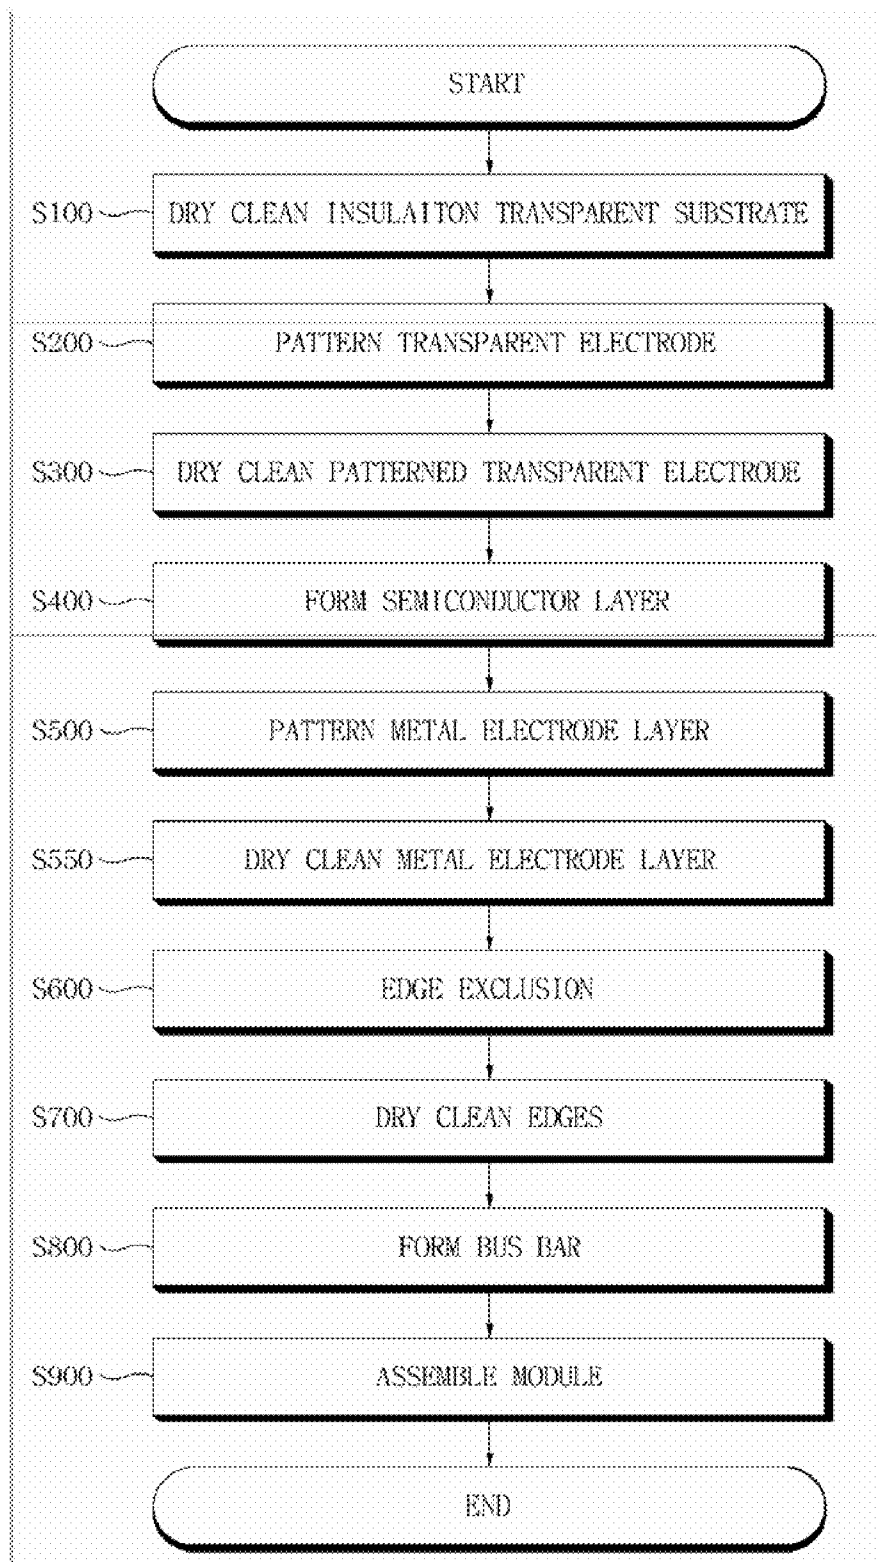 START
S100 DRY CLEAN INSULAITON TRANSPARENT SUBSTRATE
S200 PATTERN TRANSPARENT ELECTRODE
S300 DRY CLEAN PATTERNED TRANSPARENT ELECTRODE
S400 FORM SEMICONDUCTOR LAYER
S500 PATTERN METAL ELECTRODE LAYER
S550 DRY CLEAN METAL ELECTRODE LAYER
S600 EDGE EXCLUSION
S700 DRY CLEAN EDGES
S800 FORM BUS BAR
S900 ASSEMBLE MODULE
END